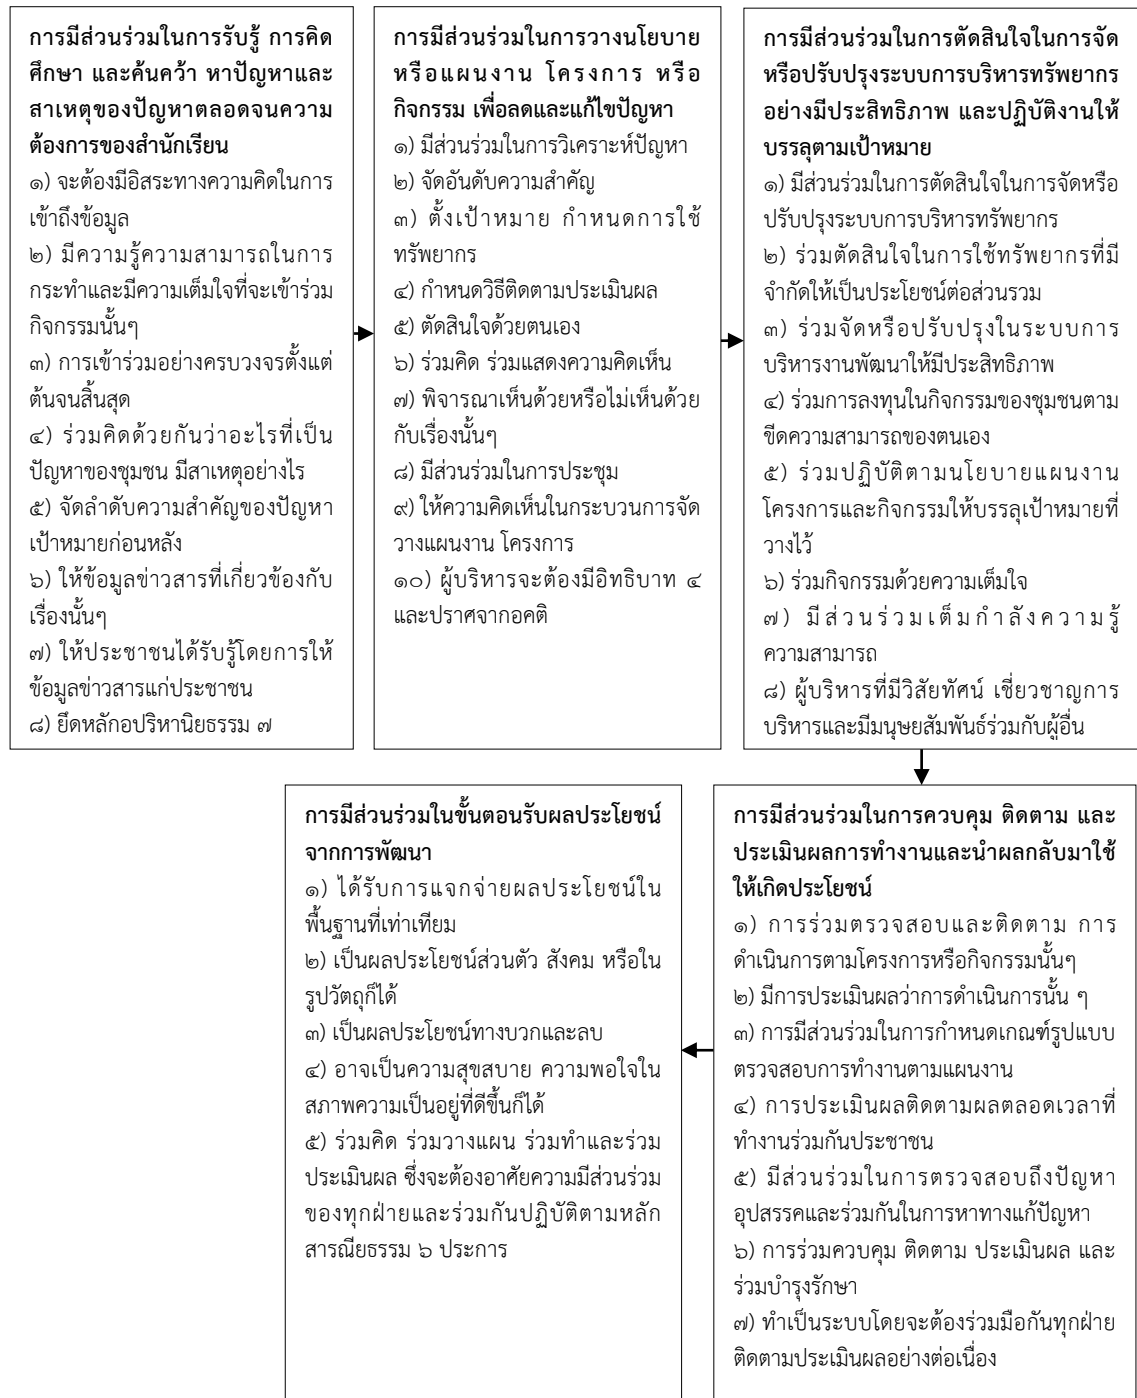 การมีส่วนร่วมในการรับรู้ การคิด
ศึกษา และค้นคว้า หาปัญหาและ
สาเหตุของปัญหาตลอดจนความ
ต้องการของสำนักเรียน
๑) จะต้องมีอิสระทางความคิดในการ
เข้าถึงข้อมูล
๒) มีความรู้ความสามารถในการ
กระทำและมีความเต็มใจที่จะเข้าร่วม
กิจกรรมนั้นๆ
๓) การเข้าร่วมอย่างครบวงจรตั้งแต่
ต้นจนสิ้นสุด
๔) ร่วมคิดด้วยกันว่าอะไรที่เป็น
ปัญหาของชุมชน มีสาเหตุอย่างไร
๕) จัดลำดับความสำคัญของปัญหา
เป้าหมายก่อนหลัง
๖) ให้ข้อมูลข่าวสารที่เกี่ยวข้องกับ
เรื่องนั้นๆ
๗) ให้ประชาชนได้รับรู้โดยการให้
ข้อมูลข่าวสารแก่ประชาชน
๘) ยึดหลักอปริหานิยธรรม ๗
การมีส่วนร่วมในการวางนโยบาย
หรือแผนงาน โครงการ หรือ
กิจกรรม เพื่อลดและแก้ไขปัญหา
๑) มีส่วนร่วมในการวิเคราะห์ปัญหา
๒) จัดอันดับความสำคัญ
๓) ตั้งเป้าหมาย กำหนดการใช้
ทรัพยากร
๔) กำหนดวิธีติดตามประเมินผล
๕) ตัดสินใจด้วยตนเอง
๖) ร่วมคิด ร่วมแสดงความคิดเห็น
๗) พิจารณาเห็นด้วยหรือไม่เห็นด้วย
กับเรื่องนั้นๆ
๘) มีส่วนร่วมในการประชุม
๙) ให้ความคิดเห็นในกระบวนการจัด
วางแผนงาน โครงการ
๑๐) ผู้บริหารจะต้องมีอิทธิบาท ๔
และปราศจากอคติ
การมีส่วนร่วมในการตัดสินใจในการจัด
หรือปรับปรุงระบบการบริหารทรัพยากร
อย่างมีประสิทธิภาพ และปฏิบัติงานให้
บรรลุตามเป้าหมาย
๑) มีส่วนร่วมในการตัดสินใจในการจัดหรือ
ปรับปรุงระบบการบริหารทรัพยากร
๒) ร่วมตัดสินใจในการใช้ทรัพยากรที่มี
จำกัดให้เป็นประโยชน์ต่อส่วนรวม
๓) ร่วมจัดหรือปรับปรุงในระบบการ
บริหารงานพัฒนาให้มีประสิทธิภาพ
๔) ร่วมการลงทุนในกิจกรรมของชุมชนตาม
ขีดความสามารถของตนเอง
๕) ร่วมปฏิบัติตามนโยบายแผนงาน
โครงการและกิจกรรมให้บรรลุเป้าหมายที่
วางไว้
๖) ร่วมกิจกรรมด้วยความเต็มใจ
๗) มีส่วนร่วมเต็มกำลังความรู้
ความสามารถ
๘) ผู้บริหารที่มีวิสัยทัศน์ เชี่ยวชาญการ
บริหารและมีมนุษยสัมพันธ์ร่วมกับผู้อื่น
การมีส่วนร่วมในขั้นตอนรับผลประโยชน์
จากการพัฒนา
๑) ได้รับการแจกจ่ายผลประโยชน์ใน
พื้นฐานที่เท่าเทียม
๒) เป็นผลประโยชน์ส่วนตัว สังคม หรือใน
รูปวัตถุก็ได้
๓) เป็นผลประโยชน์ทางบวกและลบ
๔) อาจเป็นความสุขสบาย ความพอใจใน
สภาพความเป็นอยู่ที่ดีขึ้นก็ได้
๕) ร่วมคิด ร่วมวางแผน ร่วมทำและร่วม
ประเมินผล ซึ่งจะต้องอาศัยความมีส่วนร่วม
ของทุกฝ่ายและร่วมกันปฏิบัติตามหลัก
สารณียธรรม ๖ ประการ
การมีส่วนร่วมในการควบคุม ติดตาม และ
ประเมินผลการทำงานและนำผลกลับมาใช้
ให้เกิดประโยชน์
๑) การร่วมตรวจสอบและติดตาม การ
ดำเนินการตามโครงการหรือกิจกรรมนั้นๆ
๒) มีการประเมินผลว่าการดำเนินการนั้น ๆ
๓) การมีส่วนร่วมในการกำหนดเกณฑ์รูปแบบ
ตรวจสอบการทำงานตามแผนงาน
๔) การประเมินผลติดตามผลตลอดเวลาที่
ทำงานร่วมกันประชาชน
๕) มีส่วนร่วมในการตรวจสอบถึงปัญหา
อุปสรรคและร่วมกันในการหาทางแก้ปัญหา
๖) การร่วมควบคุม ติดตาม ประเมินผล และ
ร่วมบำรุงรักษา
๗) ทำเป็นระบบโดยจะต้องร่วมมือกันทุกฝ่าย
ติดตามประเมินผลอย่างต่อเนื่อง